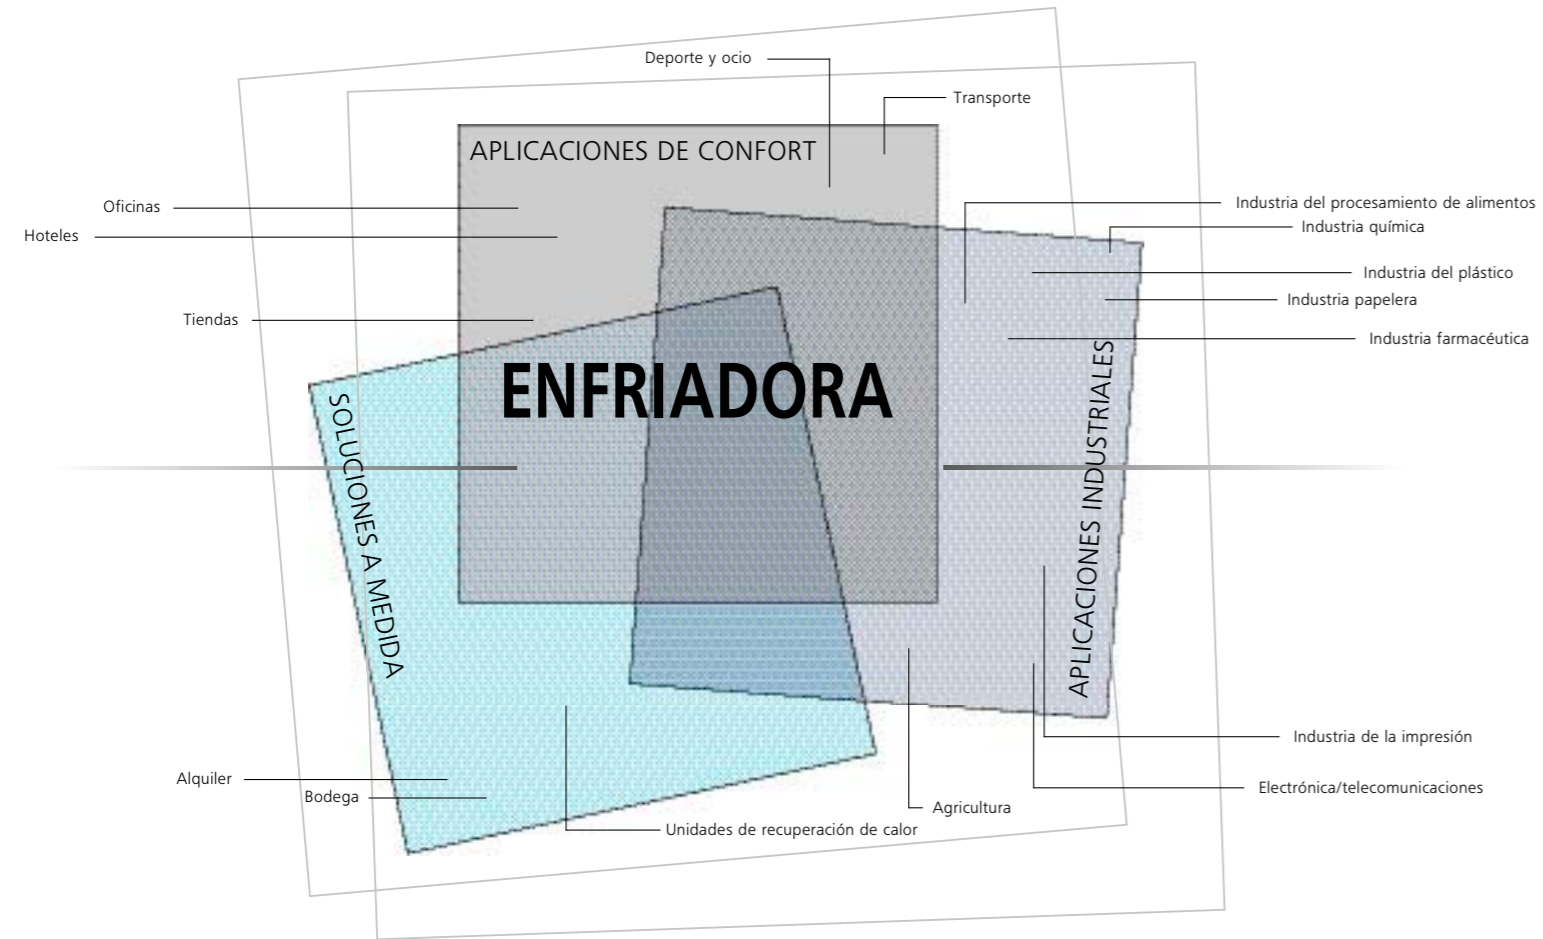 Deporte y ocio
Transporte
APLICACIONES DE CONFORT
Oficinas
Hoteles
Tiendas
Industria del procesamiento de alimentos
Industria química
Industria del plástico
Industria papelera
Industria farmacéutica
ENFRIADORA
SOLUCIONES A MEDIDA
APLICACIONES INDUSTRIALES
Industria de la impresión
Electrónica/telecomunicaciones
Agricultura
Alquiler
Bodega
Unidades de recuperación de calor